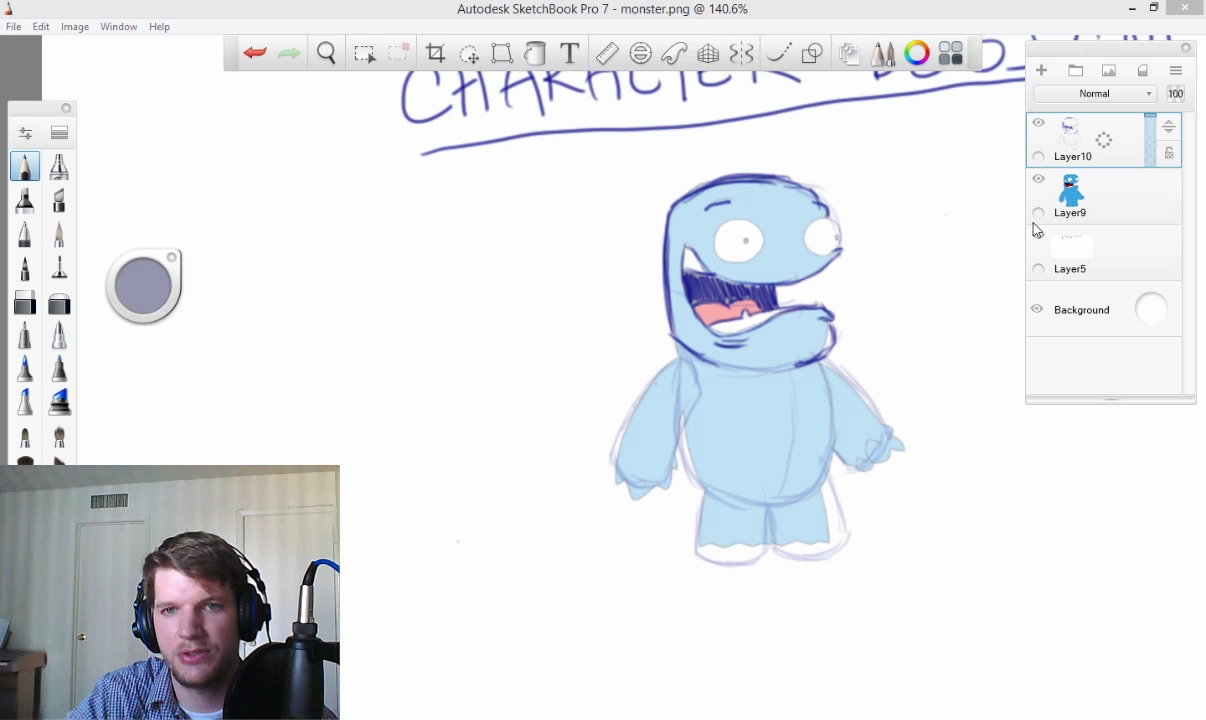 Autodesk SketchBook Pro 7 - monster.png @ 140.6%
File Edit Image Window Help
CHARACTER
Normal 100
Layer10
Layer9
Layer5
Background